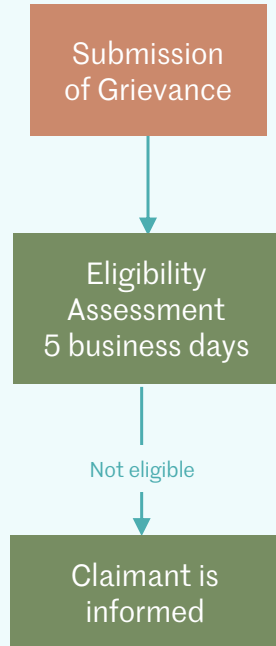 Submission
of Grievance
Eligibility
Assessment
5 business days
Not eligible
Claimant is
informed